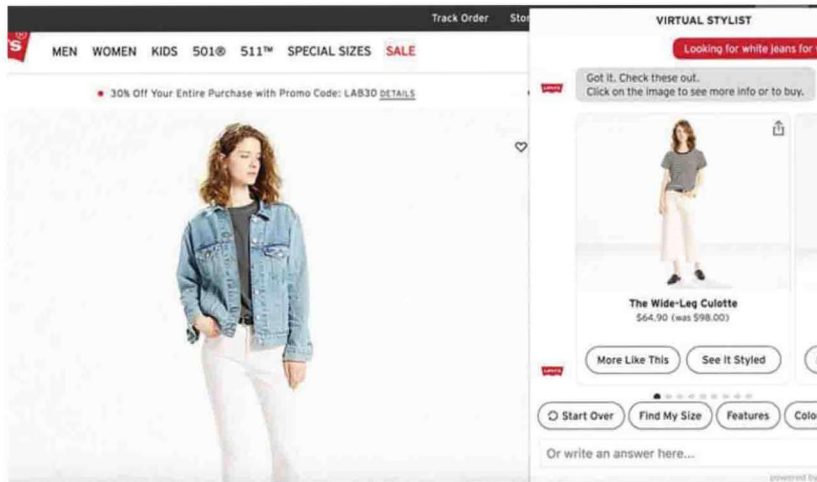 Track Order
MEN WOMEN KIDS 501® 511™ SPECIAL SIZES SALE
30% Off Your Entire Purchase with Promo Code: LAB30 DETAILS
VIRTUAL STYLIST
Looking for white jeans for
Got it. Check these out.
Click on the image to see more info or to buy.
The Wide-Leg Culotte
$64.90 (was $98.00)
More Like This See It Styled
Start Over Find My Size Features
Or write an answer here...
powered by